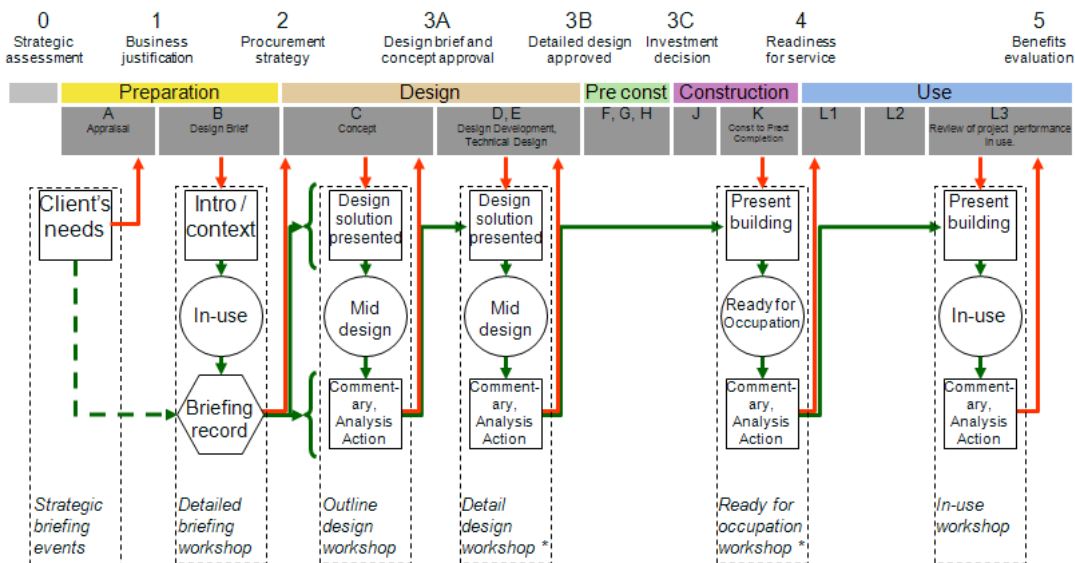 0 1 2 3A 3B 3C 4 5
Strategic assessment
Business justification
Procurement strategy
Design brief and concept approval
Detailed design approved
Investment decision
Readiness for service
Benefits evaluation
Preparation Design Pre const Construction Use
A
Appraisal
B
Design Brief
C
Concept
D, E
Design Development,
Technical Design
F, G, H
J
K
Const to Pract
Completion
L1
L2
L3
Review of project performance
in use.
Client's
needs
Intro /
context
Design
solution
presented
Design
solution
presented
Present
building
Present
building
In-use
Mid
design
Mid
design
Ready for
Occupation
In-use
Briefing
record
Comment-
ary,
Analysis
Action
Comment-
ary,
Analysis
Action
Comment-
ary,
Analysis
Action
Comment-
ary,
Analysis
Action
Strategic
briefing
events
Detailed
briefing
workshop
Outline
design
workshop
Detail
design
workshop *
Ready for
occupation
workshop *
In-use
workshop